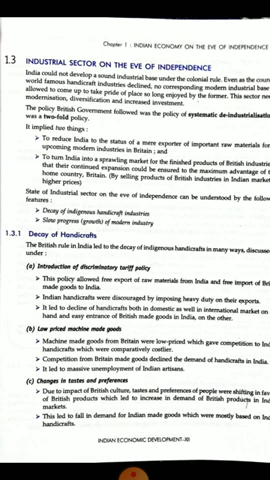 Chapter 1 : INDIAN ECONOMY ON THE EVE OF INDEPENDENCE
1.3 INDUSTRIAL SECTOR ON THE EVE OF INDEPENDENCE
India could not develop a sound industrial base under the colonial rule. Even as the
world famous handicraft industries declined, no corresponding modern industrial base
allowed to come up to take pride of place so long enjoyed by the former. This sector
modernisation, diversification and increased investment.
The policy British Government followed was the policy of systematic
was a two-fold policy.
It implied two things :
➤ To reduce India to the status of a mere exporter of important raw materials
upcoming modern industries in Britain; and
➤ To turn India into a sprawling market for the finished products of British
that their continued expansion could be ensured to the maximum advantage of
home country, Britain. (By selling products of British industries in Indian
higher prices)
State of Industrial sector on the eve of independence can be understood by the
features :
➤ Decay of indigenous handicraft industries
➤ Slow progress (growth) of modern industry
1.3.1 Decay of Handicrafts
The British rule in India led to the decay of indigenous handicrafts in many ways,
under :
(a) Introduction of discriminatory tariff policy
➤ This policy allowed free export of raw materials from India and free import of
made goods to India.
➤ Indian handicrafts were discouraged by imposing heavy duty on their exports.
➤ It led to decline of handicrafts both in domestic as well in international market on
hand and easy entrance of British made goods in India, on the other.
(b) Low priced machine made goods
➤ Machine made goods from Britain were low-priced which gave competition to
handicrafts which were comparatively costlier.
➤ Competition from Britain made goods declined the demand of handicrafts in India.
➤ It led to massive unemployment of Indian artisans.
(c) Changes in tastes and preferences
➤ Due to impact of British culture, tastes and preferences of people were shifting in
of British products which led to increase in demand of British products in
markets.
➤ This led to fall in demand for Indian made goods which were mostly based on
handicrafts.
INDIAN ECONOMIC DEVELOPMENT-XI